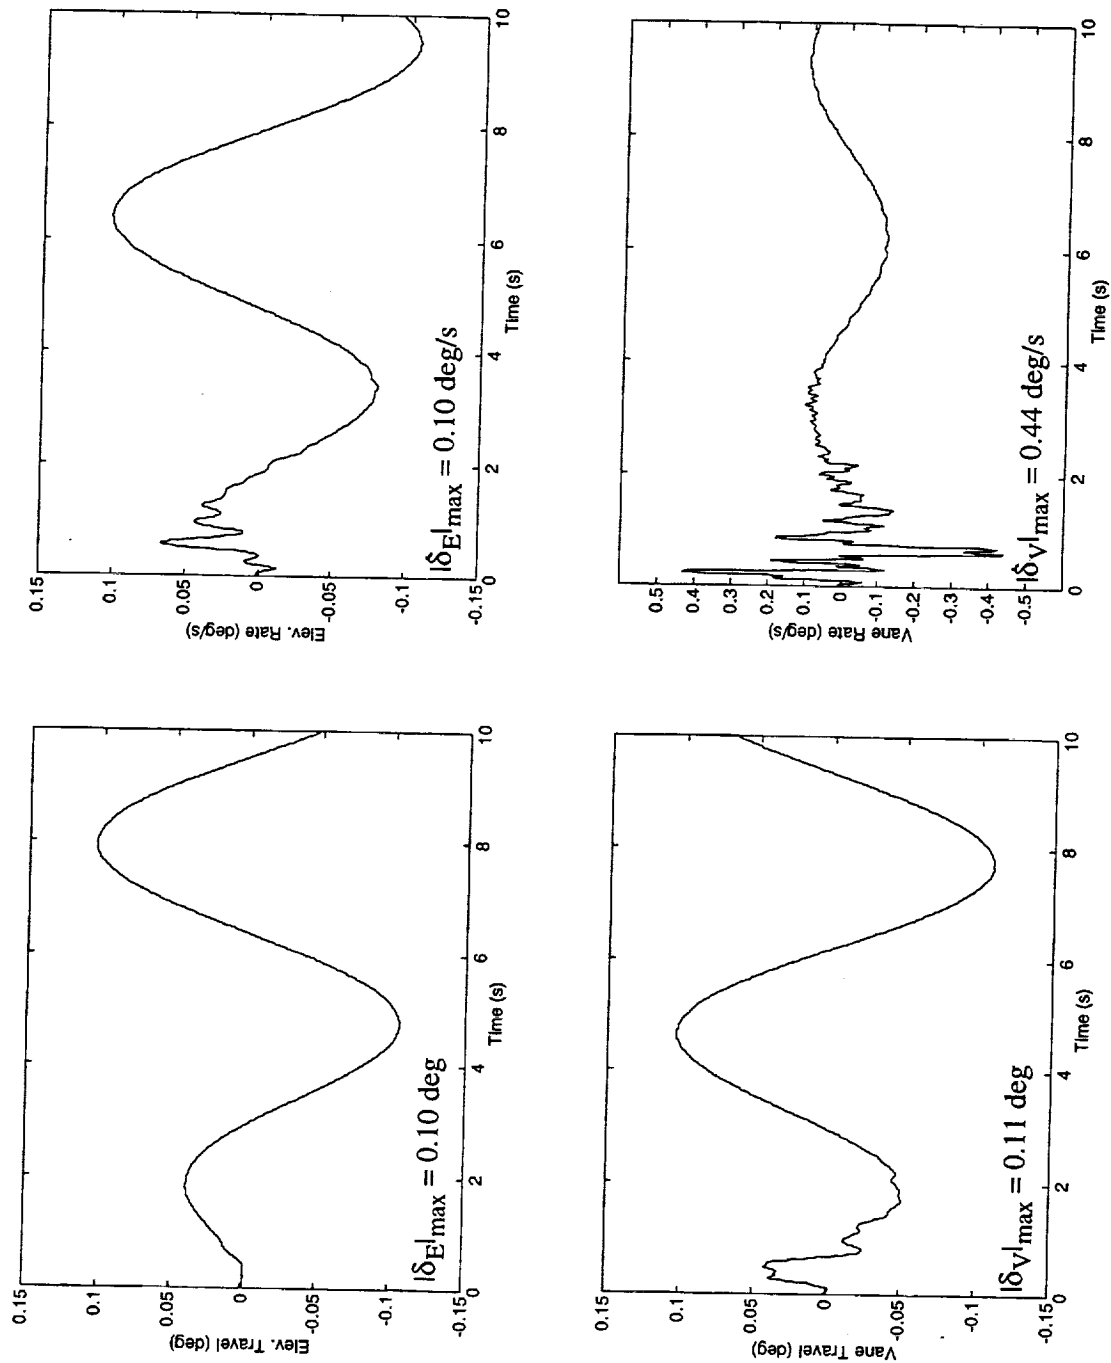 Elev. Travel (deg)
0.15
0.1
0.05
0
-0.05
-0.1
-0.15
|δE|max = 0.10 deg
0 2 4 6 8 10
Time (s)
Elev. Rate (deg/s)
0.15
0.1
0.05
0
-0.05
-0.1
-0.15
|δE|max = 0.10 deg/s
0 2 4 6 8 10
Time (s)
Vane Travel (deg)
0.15
0.1
0.05
0
-0.05
-0.1
-0.15
|δV|max = 0.11 deg
0 2 4 6 8 10
Time (s)
Vane Rate (deg/s)
0.5
0.4
0.3
0.2
0.1
0
-0.1
-0.2
-0.3
-0.4
-0.5
|δV|max = 0.44 deg/s
0 2 4 6 8 10
Time (s)